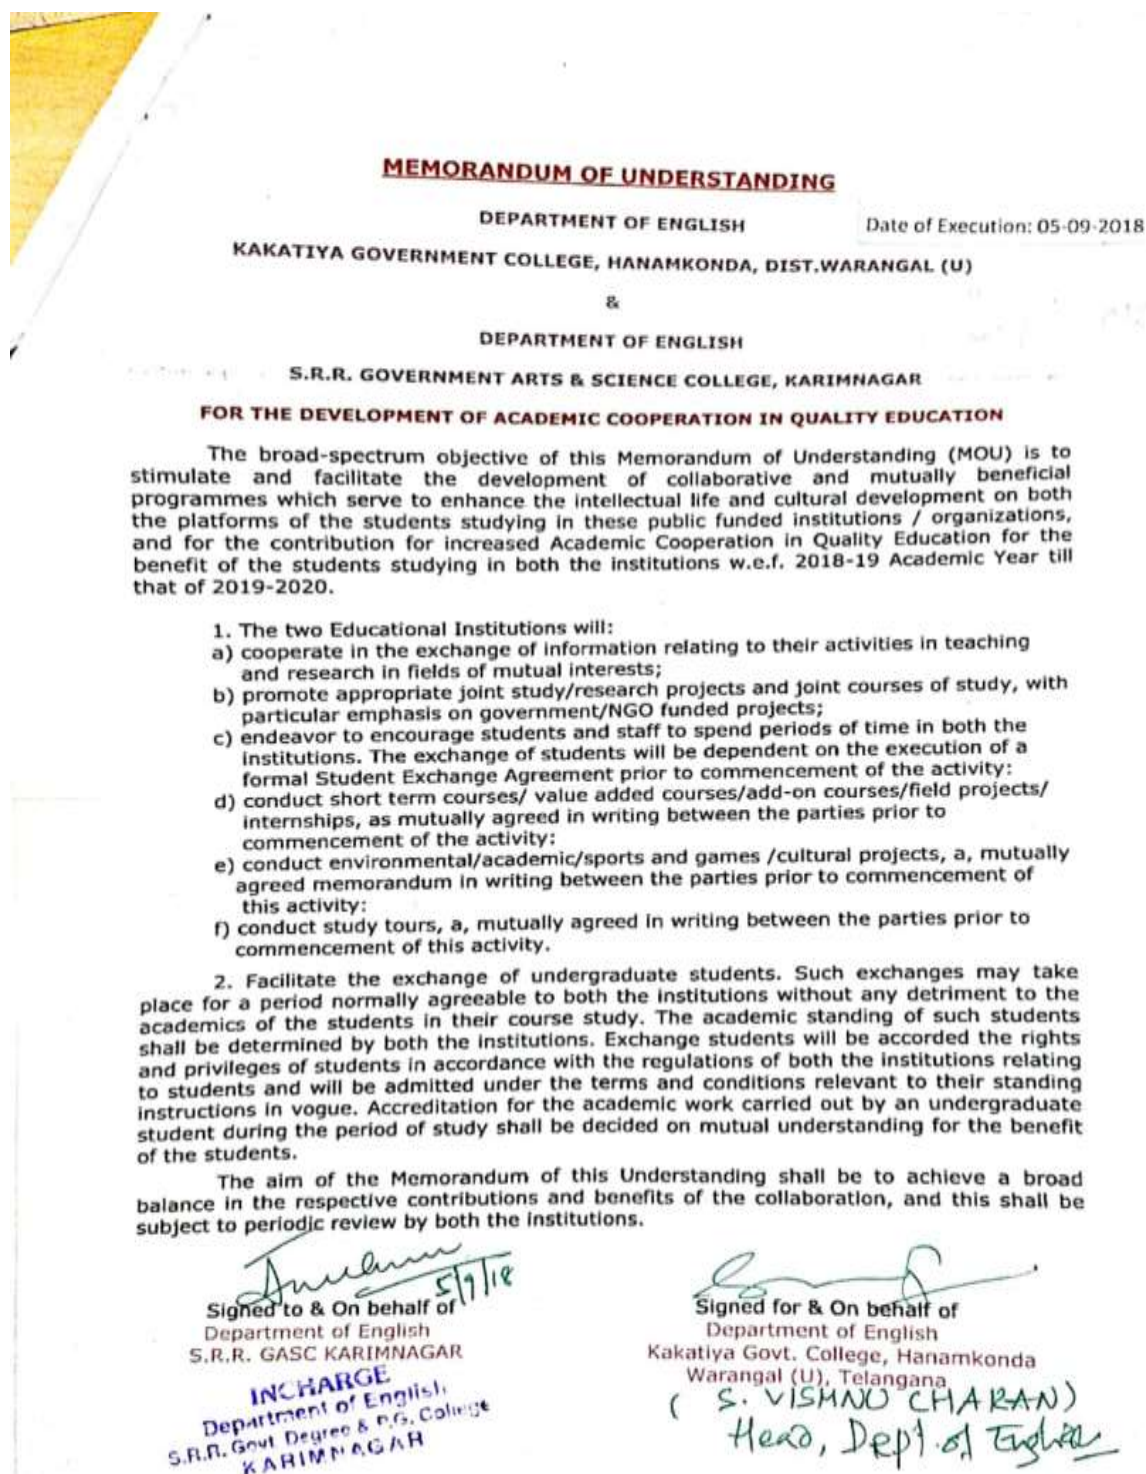 MEMORANDUM OF UNDERSTANDING
DEPARTMENT OF ENGLISH
Date of Execution: 05-09-2018
KAKATIYA GOVERNMENT COLLEGE, HANAMKONDA, DIST.WARANGAL (U)
&
DEPARTMENT OF ENGLISH
S.R.R. GOVERNMENT ARTS & SCIENCE COLLEGE, KARIMNAGAR
FOR THE DEVELOPMENT OF ACADEMIC COOPERATION IN QUALITY EDUCATION
The broad-spectrum objective of this Memorandum of Understanding (MOU) is to
stimulate and facilitate the development of collaborative and mutually beneficial
programmes which serve to enhance the intellectual life and cultural development on both
the platforms of the students studying in these public funded institutions / organizations,
and for the contribution for increased Academic Cooperation in Quality Education for the
benefit of the students studying in both the institutions w.e.f. 2018-19 Academic Year till
that of 2019-2020.
1. The two Educational Institutions will:
a) cooperate in the exchange of information relating to their activities in teaching
and research in fields of mutual interests;
b) promote appropriate joint study/research projects and joint courses of study, with
particular emphasis on government/NGO funded projects;
c) endeavor to encourage students and staff to spend periods of time in both the
institutions. The exchange of students will be dependent on the execution of a
formal Student Exchange Agreement prior to commencement of the activity:
d) conduct short term courses/ value added courses/add-on courses/field projects/
internships, as mutually agreed in writing between the parties prior to
commencement of the activity:
e) conduct environmental/academic/sports and games /cultural projects, a, mutually
agreed memorandum in writing between the parties prior to commencement of
this activity:
f) conduct study tours, a, mutually agreed in writing between the parties prior to
commencement of this activity.
2. Facilitate the exchange of undergraduate students. Such exchanges may take
place for a period normally agreeable to both the institutions without any detriment to the
academics of the students in their course study. The academic standing of such students
shall be determined by both the institutions. Exchange students will be accorded the rights
and privileges of students in accordance with the regulations of both the institutions relating
to students and will be admitted under the terms and conditions relevant to their standing
instructions in vogue. Accreditation for the academic work carried out by an undergraduate
student during the period of study shall be decided on mutual understanding for the benefit
of the students.
The aim of the Memorandum of this Understanding shall be to achieve a broad
balance in the respective contributions and benefits of the collaboration, and this shall be
subject to periodic review by both the institutions.
5/9/18
Signed to & On behalf of
Department of English
S.R.R. GASC KARIMNAGAR
INCHARGE
Department of English,
S.R.R. Govt. Degree & P.G. College
KARIMNAGAR
Signed for & On behalf of
Department of English
Kakatiya Govt. College, Hanamkonda
Warangal (U), Telangana
( S. VISHNU CHARAN)
Head, Dept. of English